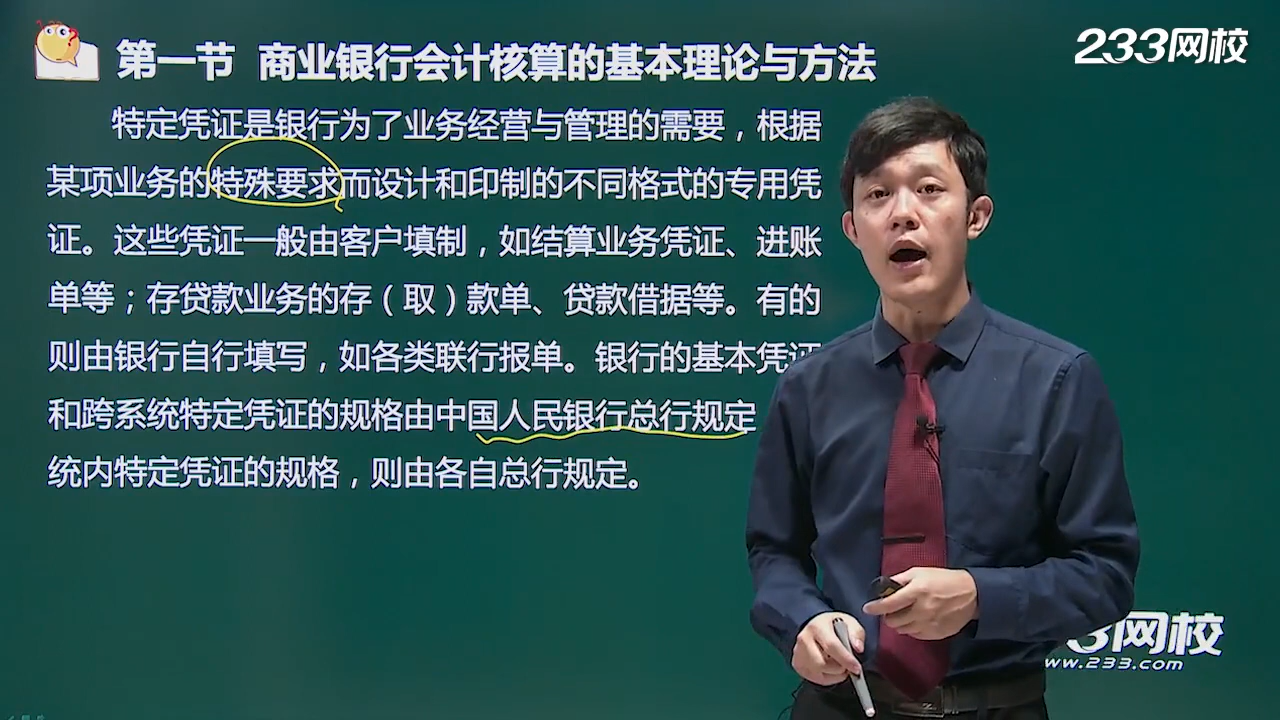 第一节 商业银行会计核算的基本理论与方法
233网校
特定凭证是银行为了业务经营与管理的需要，根据
某项业务的特殊要求而设计和印制的不同格式的专用凭
证。这些凭证一般由客户填制，如结算业务凭证、进账
单等；存贷款业务的存（取）款单、贷款借据等。有的
则由银行自行填写，如各类联行报单。银行的基本凭证
和跨系统特定凭证的规格由中国人民银行总行规定
统内特定凭证的规格，则由各自总行规定。
3网校
ww.233.com